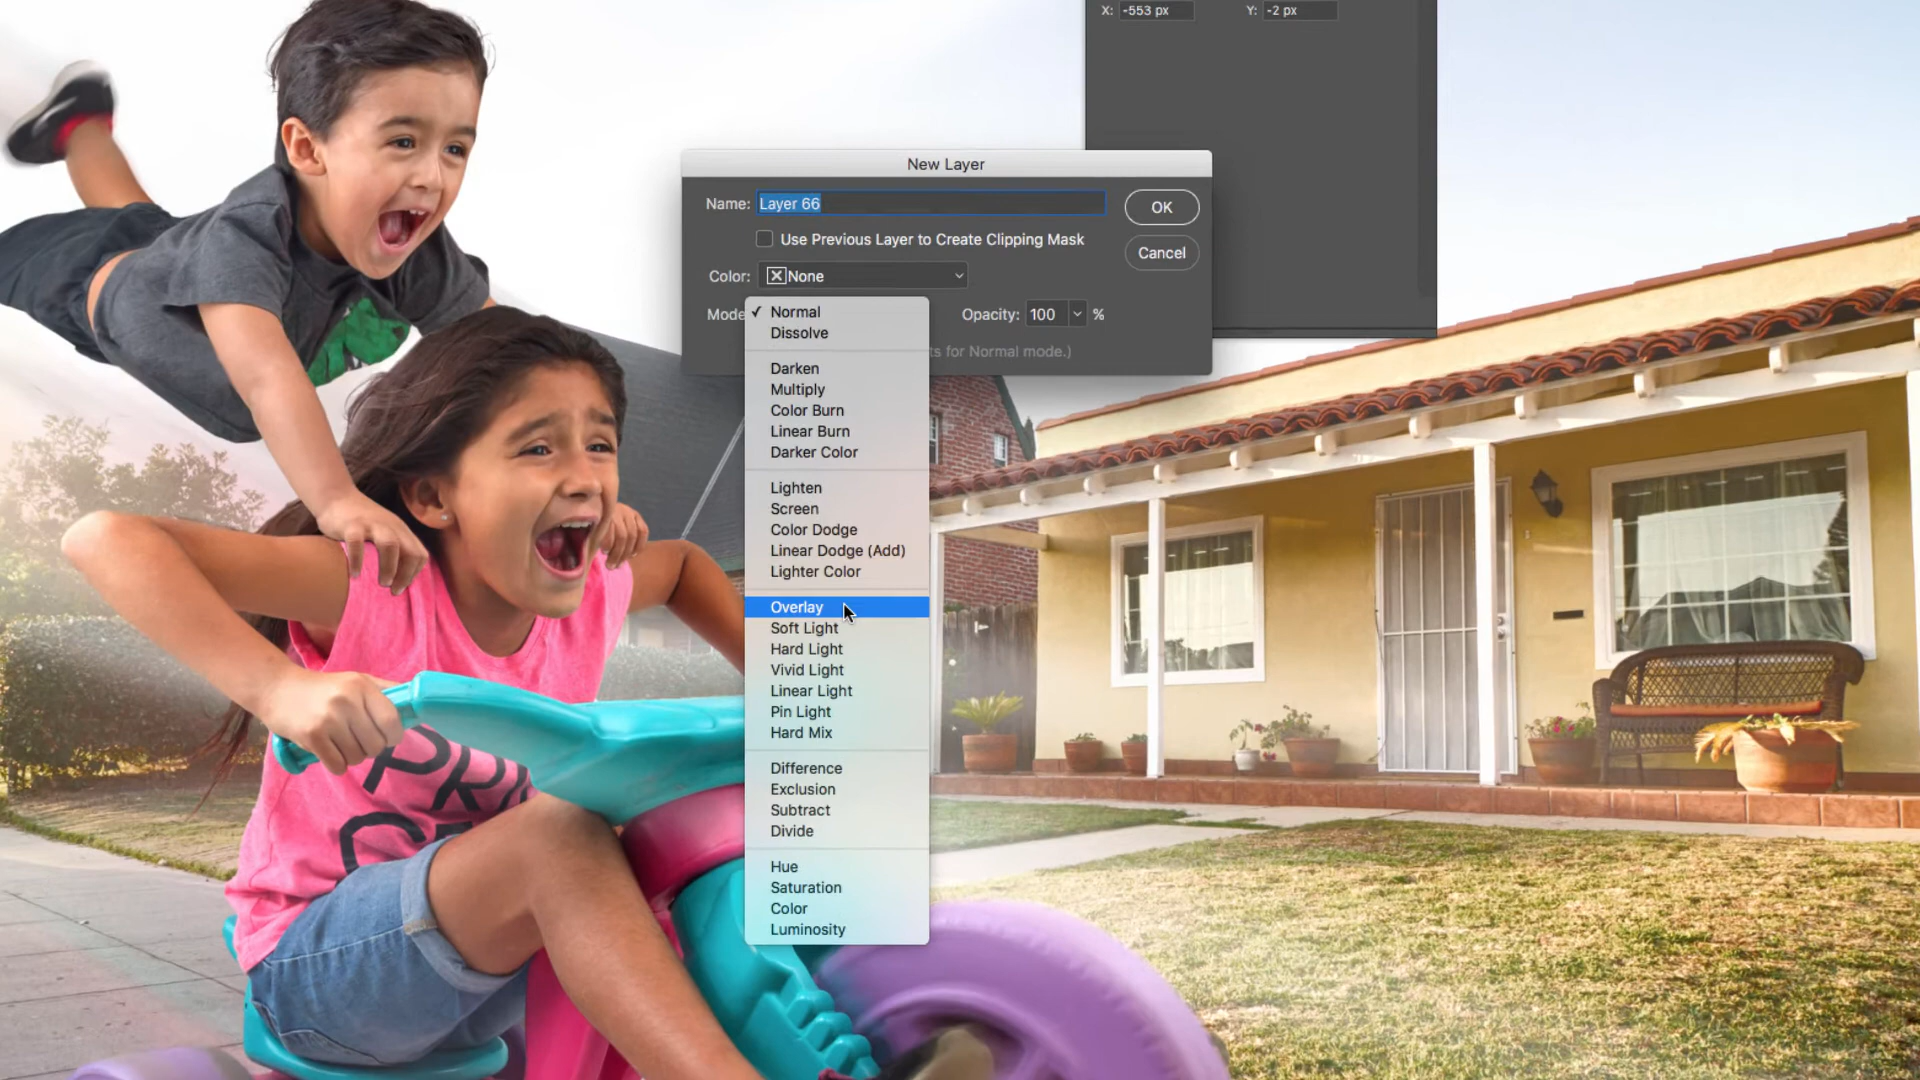 X: -553 px Y: -2 px
New Layer
Name: Layer 66
OK
Use Previous Layer to Create Clipping Mask
Cancel
Color: None
Mode
Opacity: 100 %
ts for Normal mode.)
✓ Normal
Dissolve
Darken
Multiply
Color Burn
Linear Burn
Darker Color
Lighten
Screen
Color Dodge
Linear Dodge (Add)
Lighter Color
Overlay
Soft Light
Hard Light
Vivid Light
Linear Light
Pin Light
Hard Mix
Difference
Exclusion
Subtract
Divide
Hue
Saturation
Color
Luminosity
PRI